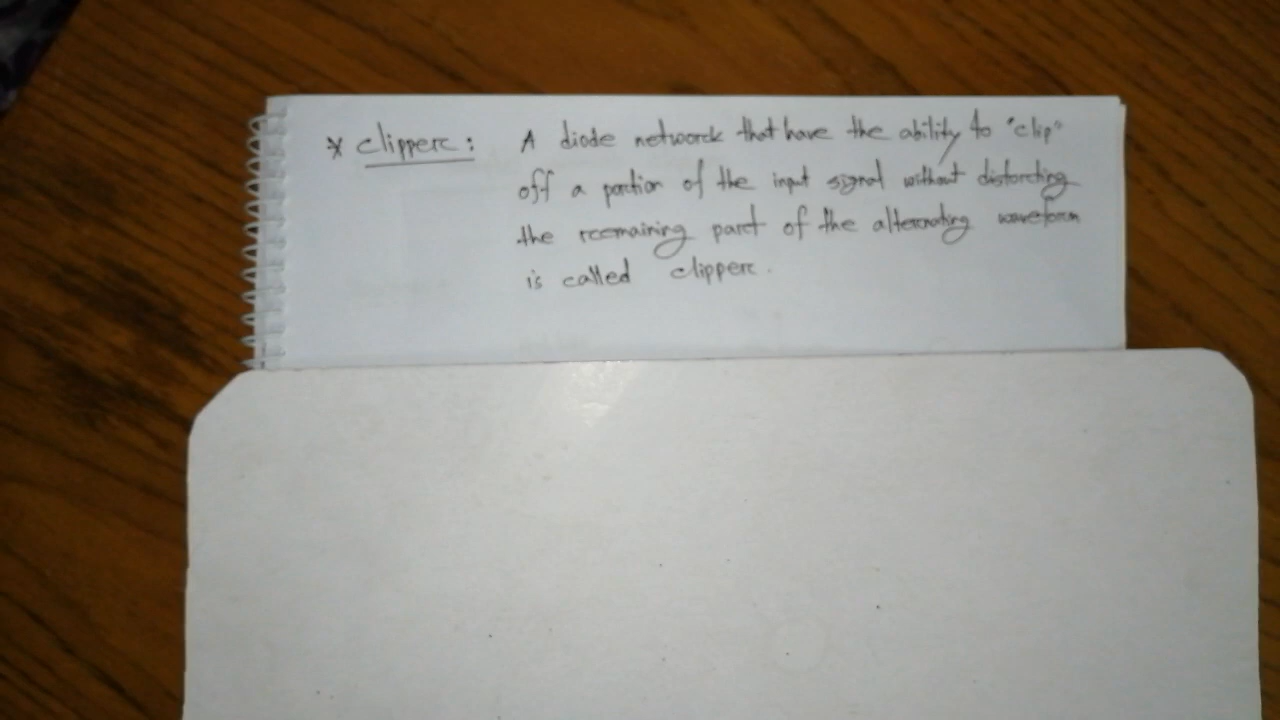 * Clipper : A diode network that have the ability to "clip"
off a portion of the input signal without distorting
the remaining part of the alternating waveform
is called clipper.